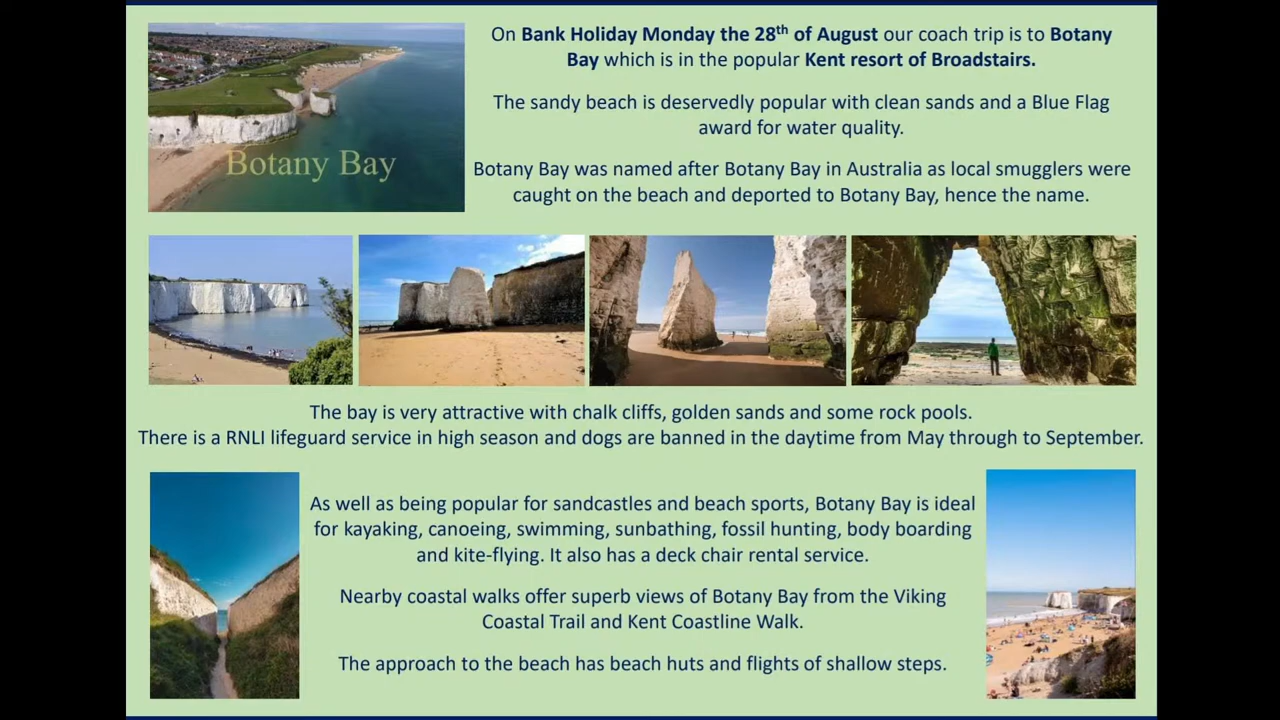 On Bank Holiday Monday the 28th of August our coach trip is to Botany
Bay which is in the popular Kent resort of Broadstairs.
The sandy beach is deservedly popular with clean sands and a Blue Flag
award for water quality.
Botany Bay
Botany Bay was named after Botany Bay in Australia as local smugglers were
caught on the beach and deported to Botany Bay, hence the name.
The bay is very attractive with chalk cliffs, golden sands and some rock pools.
There is a RNLI lifeguard service in high season and dogs are banned in the daytime from May through to September.
As well as being popular for sandcastles and beach sports, Botany Bay is ideal
for kayaking, canoeing, swimming, sunbathing, fossil hunting, body boarding
and kite-flying. It also has a deck chair rental service.
Nearby coastal walks offer superb views of Botany Bay from the Viking
Coastal Trail and Kent Coastline Walk.
The approach to the beach has beach huts and flights of shallow steps.